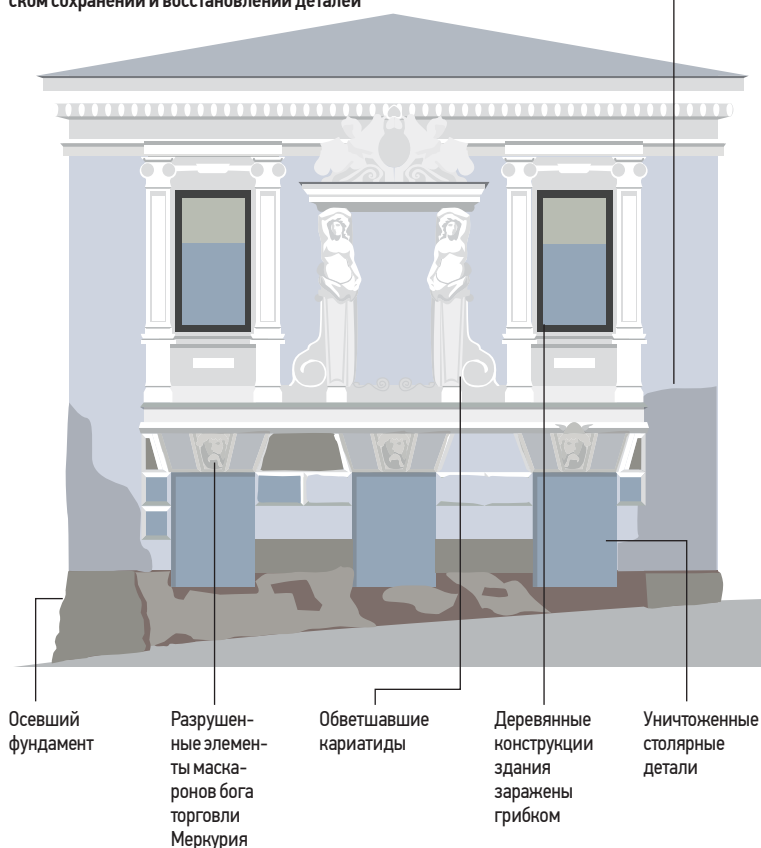 ском сохранении и восстановлении деталей
Осевший
фундамент
Разрушен-
ные элемен-
ты маска-
ронов бога
торговли
Меркурия
Обветшавшие
кариатиды
Деревянные
конструкции
здания
заражены
грибком
Уничтоженные
столярные
детали